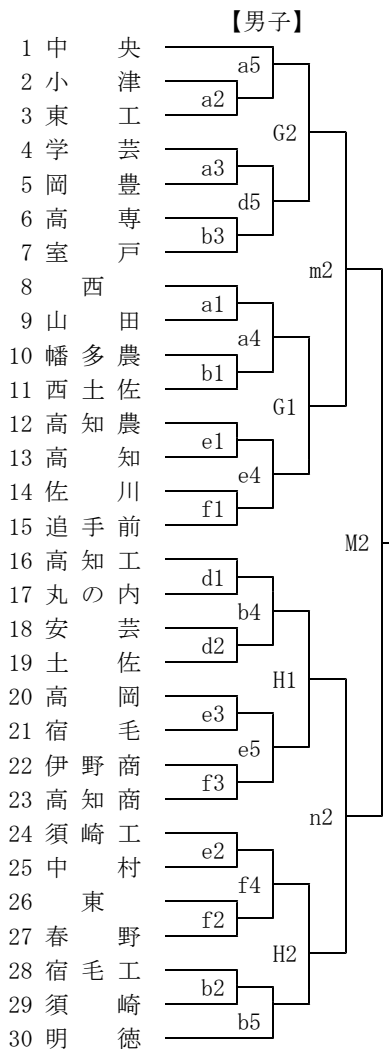 【男子】
1 中央
a5
2 小津
a2
3 東工
G2
4 学芸
a3
5 岡豊
d5
6 高専
b3
7 室戸
m2
8 西
a1
9 山田
a4
10 幡多農
b1
11 西土佐
G1
12 高知農
e1
13 高知
e4
14 佐川
f1
15 追手前
M2
16 高知工
d1
17 丸の内
b4
18 安芸
d2
19 土佐
H1
20 高岡
e3
21 宿毛
e5
22 伊野商
f3
23 高知商
n2
24 須崎工
e2
25 中村
f4
26 東
f2
27 春野
H2
28 宿毛工
b2
29 須崎
b5
30 明徳